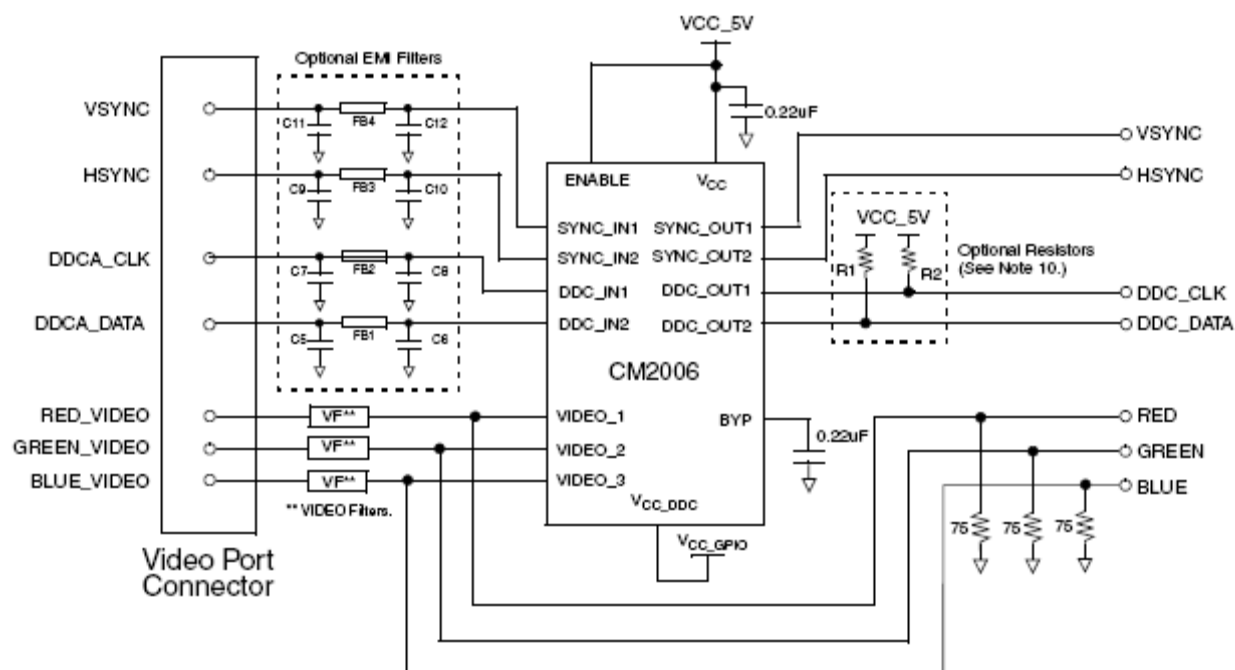 VCC_5V
Optional EMI Filters
VSYNC
C11
FB4
C12
0.22uF
VSYNC
HSYNC
C9
FB3
C10
ENABLE
VCC
HSYNC
SYNC_IN1
SYNC_OUT1
VCC_5V
DDCA_CLK
C7
FB2
C8
SYNC_IN2
SYNC_OUT2
R1
R2
Optional Resistors
(See Note 10.)
DDC_IN1
DDC_OUT1
DDC_CLK
DDCA_DATA
C5
FB1
C6
DDC_IN2
DDC_OUT2
DDC_DATA
CM2006
RED_VIDEO
VF**
VIDEO_1
BYP
0.22uF
RED
GREEN_VIDEO
VF**
VIDEO_2
GREEN
BLUE_VIDEO
VF**
VIDEO_3
BLUE
** VIDEO Filters.
VCC_DDC
75
75
75
VCC_GPIO
Video Port
Connector